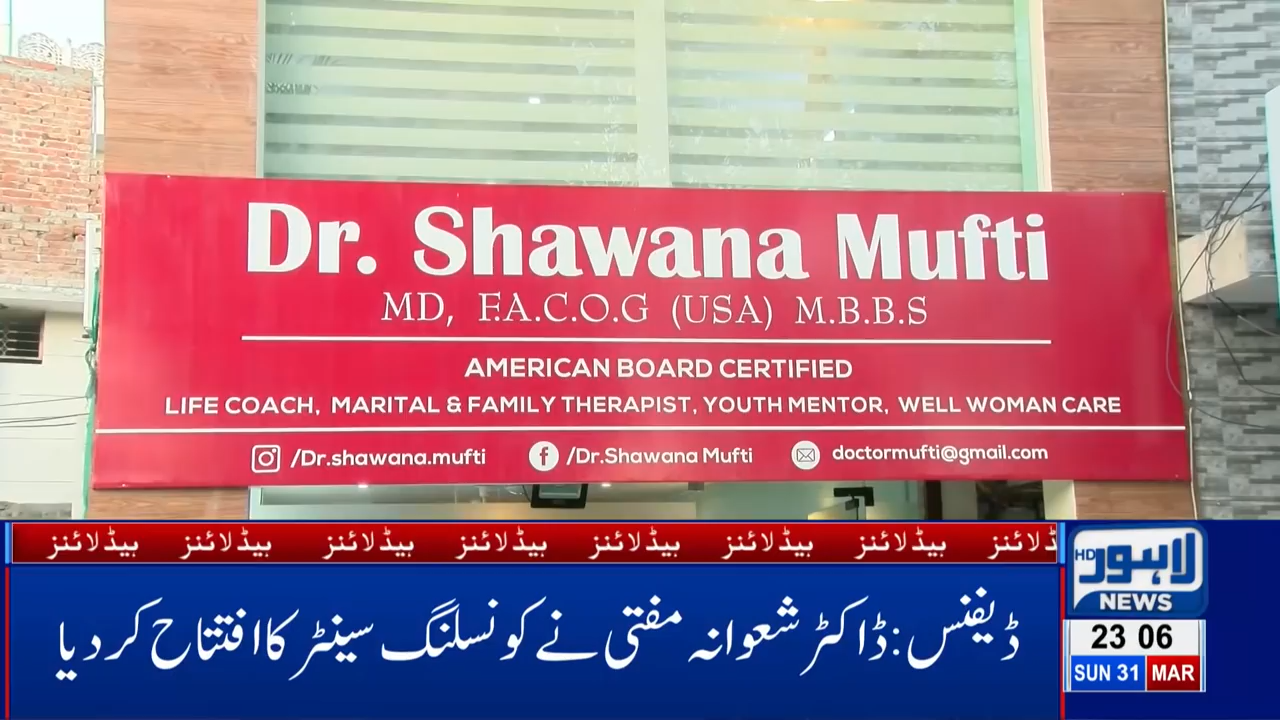 Dr. Shawana Mufti
MD, F.A.C.O.G (USA) M.B.B.S
AMERICAN BOARD CERTIFIED
LIFE COACH, MARITAL & FAMILY THERAPIST, YOUTH MENTOR, WELL WOMAN CARE
/Dr.shawana.mufti /Dr.Shawana Mufti doctormufti@gmail.com
ہیڈلائنز ہیڈلائنز ہیڈلائنز ہیڈلائنز ہیڈلائنز ہیڈلائنز ہیڈلائنز ڈلائنز
ڈیفنس:ڈاکٹر شعوانہ مفتی نے کونسلنگ سینٹر کا افتتاح کر دیا
HD لاہور
NEWS
23 06
SUN 31 MAR